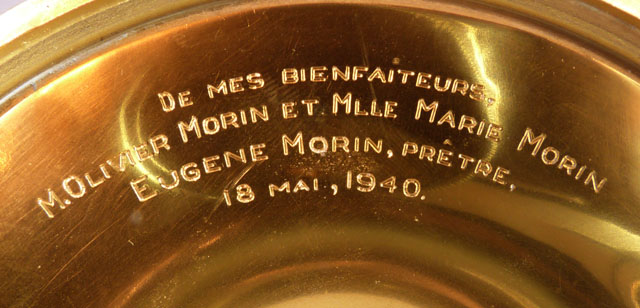 DE MES BIENFAITEURS,
M. OLIVIER MORIN ET MLLE MARIE MORIN
EUGENE MORIN, PRÊTRE,
18 MAI, 1940.